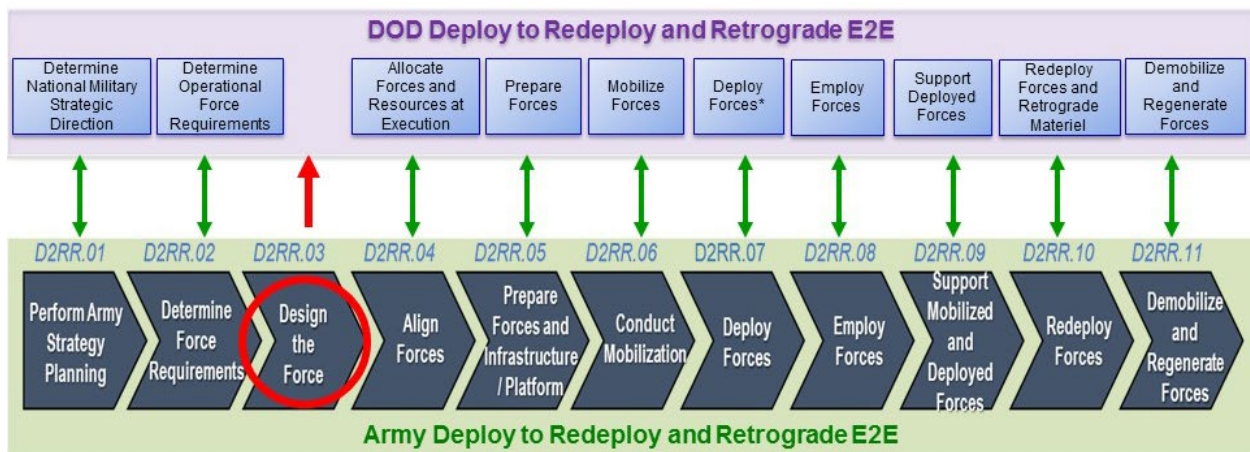 DOD Deploy to Redeploy and Retrograde E2E
Determine
National Military
Strategic
Direction
Determine
Operational
Force
Requirements
Allocate
Forces and
Resources at
Execution
Prepare
Forces
Mobilize
Forces
Deploy
Forces*
Employ
Forces
Support
Deployed
Forces
Redeploy
Forces and
Retrograde
Materiel
Demobilize
and
Regenerate
Forces
D2RR.01
D2RR.02
D2RR.03
D2RR.04
D2RR.05
D2RR.06
D2RR.07
D2RR.08
D2RR.09
D2RR.10
D2RR.11
Perform Army
Strategy
Planning
Determine
Force
Requirements
Design
the
Force
Align
Forces
Prepare
Forces and
Infrastructure
/ Platform
Conduct
Mobilization
Deploy
Forces
Employ
Forces
Support
Mobilized
and
Deployed
Forces
Redeploy
Forces
Demobilize
and
Regenerate
Forces
Army Deploy to Redeploy and Retrograde E2E